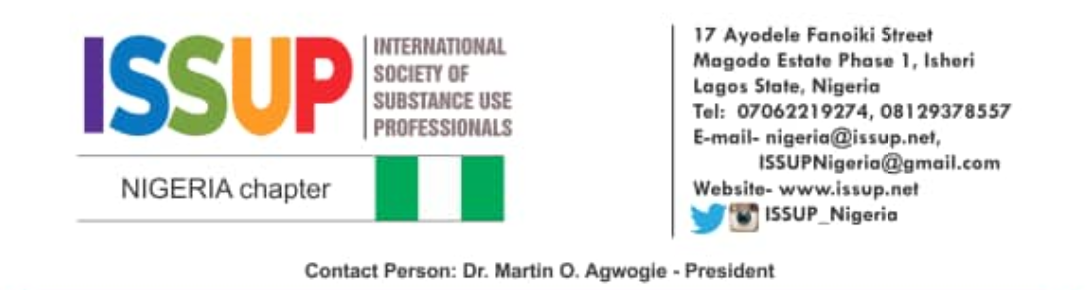 ISSUP
INTERNATIONAL
SOCIETY OF
SUBSTANCE USE
PROFESSIONALS
NIGERIA chapter
17 Ayodele Fanoiki Street
Magodo Estate Phase 1, Isheri
Lagos State, Nigeria
Tel: 07062219274, 08129378557
E-mail- nigeria@issup.net,
ISSUPNigeria@gmail.com
Website- www.issup.net
ISSUP_Nigeria
Contact Person: Dr. Martin O. Agwogie - President